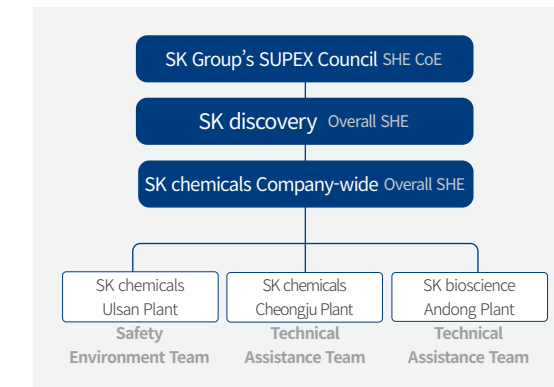 SK Group’s SUPEX Council SHE CoE
SK discovery Overall SHE
SK chemicals Company-wide Overall SHE
SK chemicals
Ulsan Plant
Safety
Environment Team
SK chemicals
Cheongju Plant
Technical
Assistance Team
SK bioscience
Andong Plant
Technical
Assistance Team